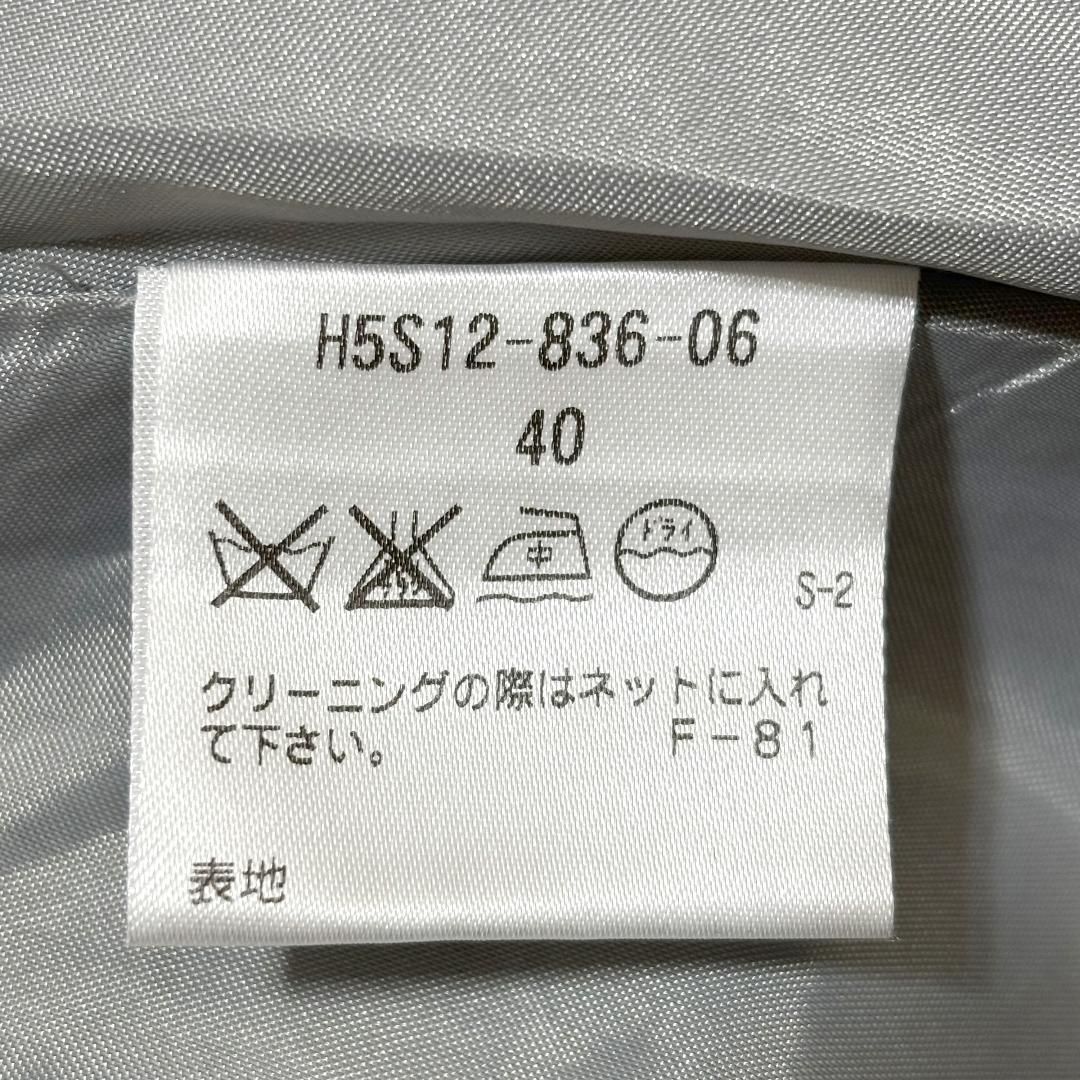 H5S12-836-06
40
中 ドライ
S-2
クリーニングの際はネットに入れ
て下さい。 F-81
表地